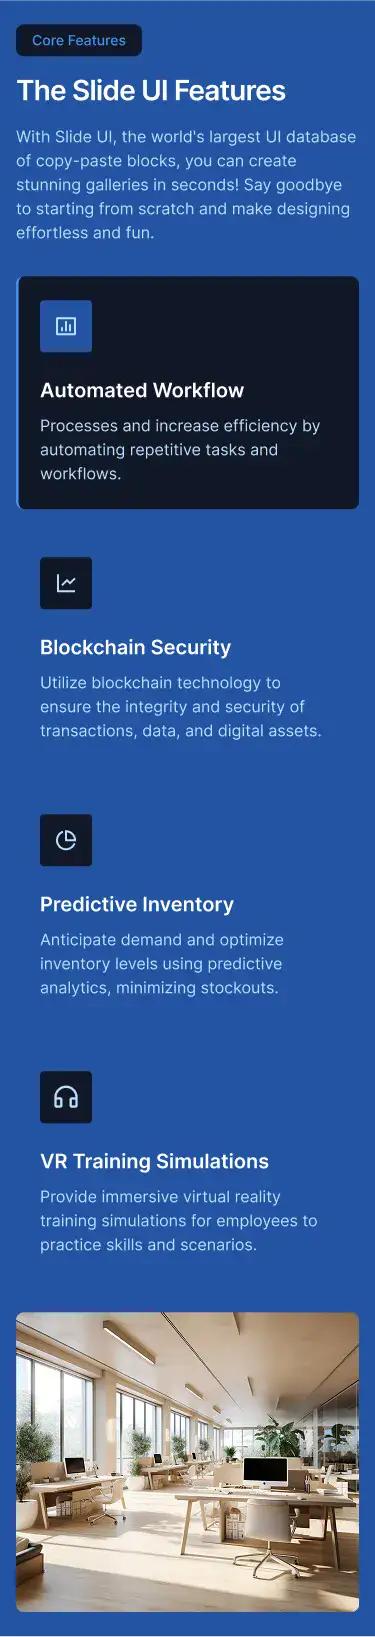 Core Features
The Slide UI Features
With Slide UI, the world's largest UI database
of copy-paste blocks, you can create
stunning galleries in seconds! Say goodbye
to starting from scratch and make designing
effortless and fun.
Automated Workflow
Processes and increase efficiency by
automating repetitive tasks and
workflows.
Blockchain Security
Utilize blockchain technology to
ensure the integrity and security of
transactions, data, and digital assets.
Predictive Inventory
Anticipate demand and optimize
inventory levels using predictive
analytics, minimizing stockouts.
VR Training Simulations
Provide immersive virtual reality
training simulations for employees to
practice skills and scenarios.